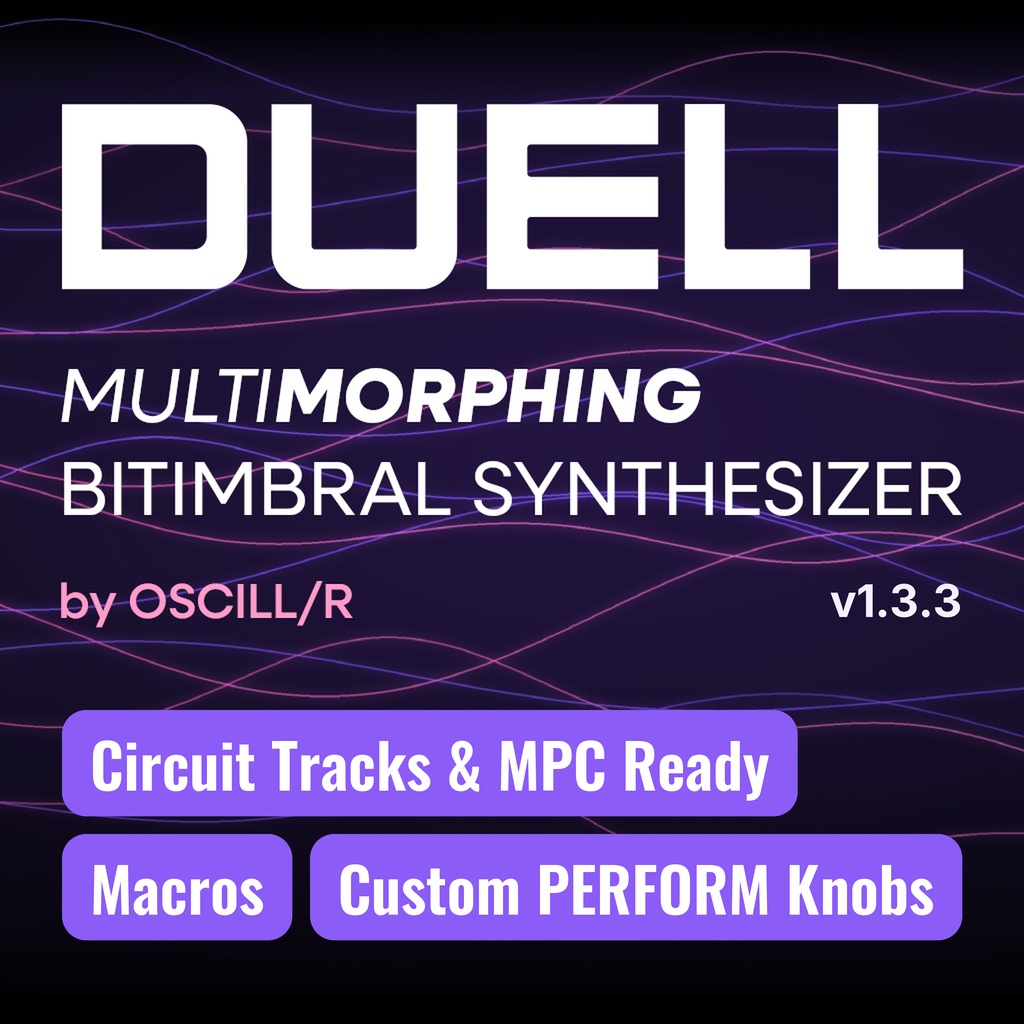 DUELL
MULTIMORPHING
BITIMBRAL SYNTHESIZER
by OSCILL/R v1.3.3
Circuit Tracks & MPC Ready
Macros Custom PERFORM Knobs